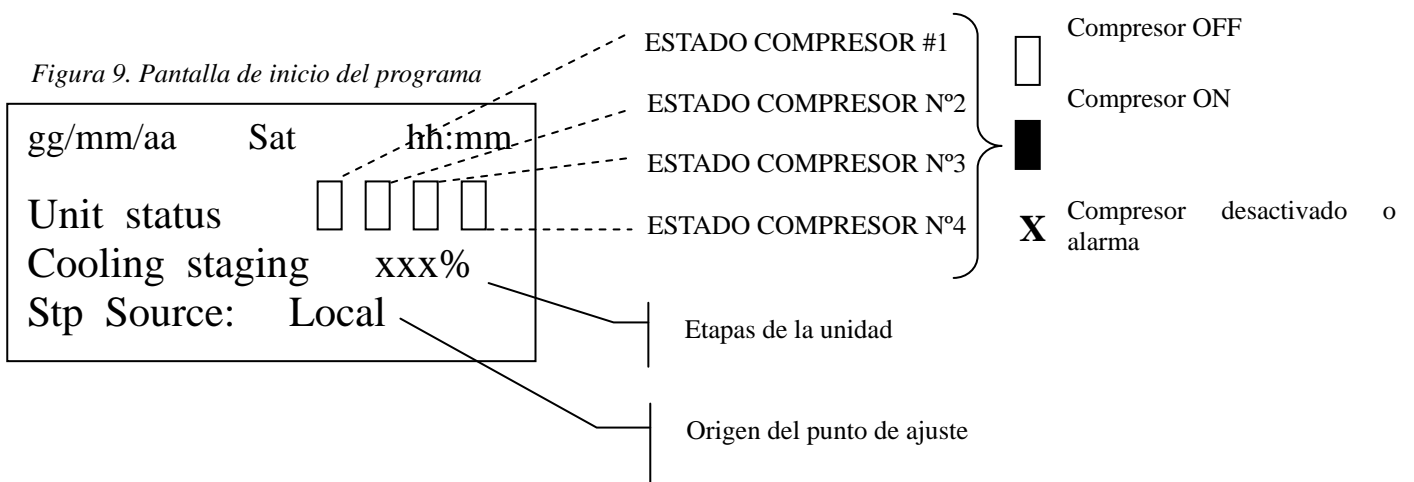 Figura 9. Pantalla de inicio del programa
gg/mm/aa Sat hh:mm
Unit status
Cooling staging xxx%
Stp Source: Local
ESTADO COMPRESOR #1
ESTADO COMPRESOR Nº2
ESTADO COMPRESOR Nº3
ESTADO COMPRESOR Nº4
Compresor OFF
Compresor ON
X Compresor desactivado o
alarma
Etapas de la unidad
Origen del punto de ajuste